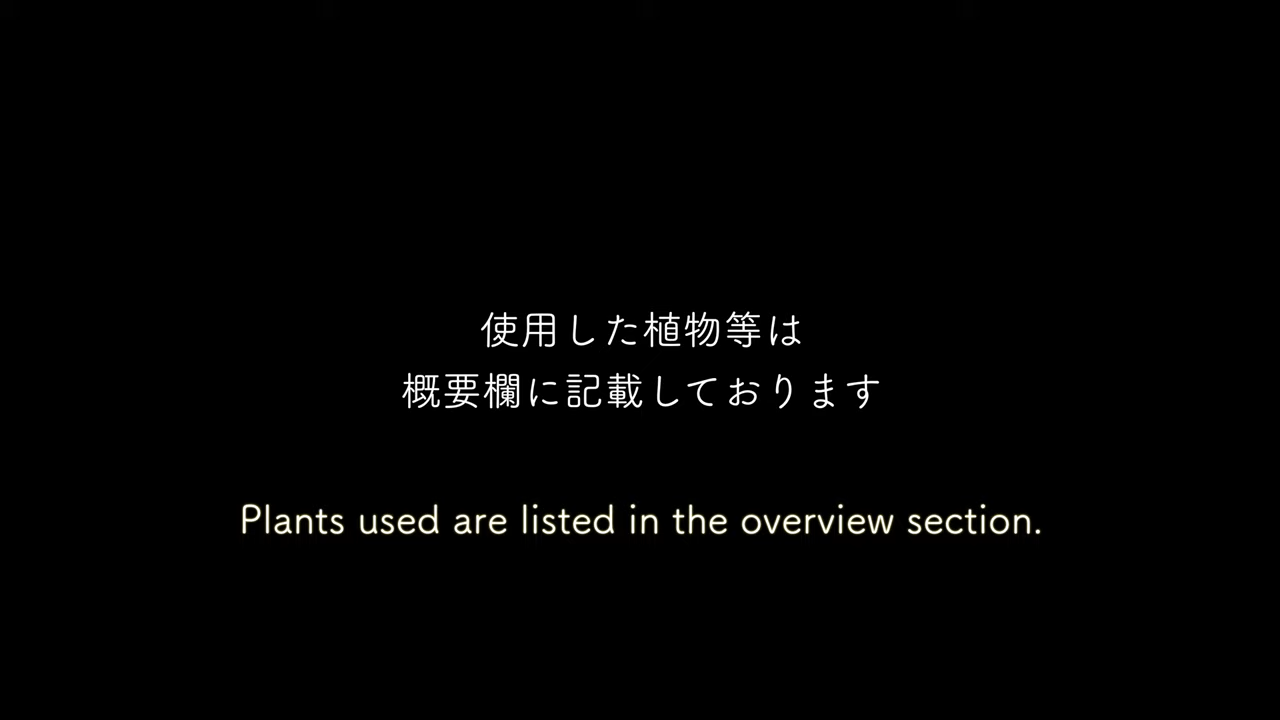 使用した植物等は
概要欄に記載しております
Plants used are listed in the overview section.